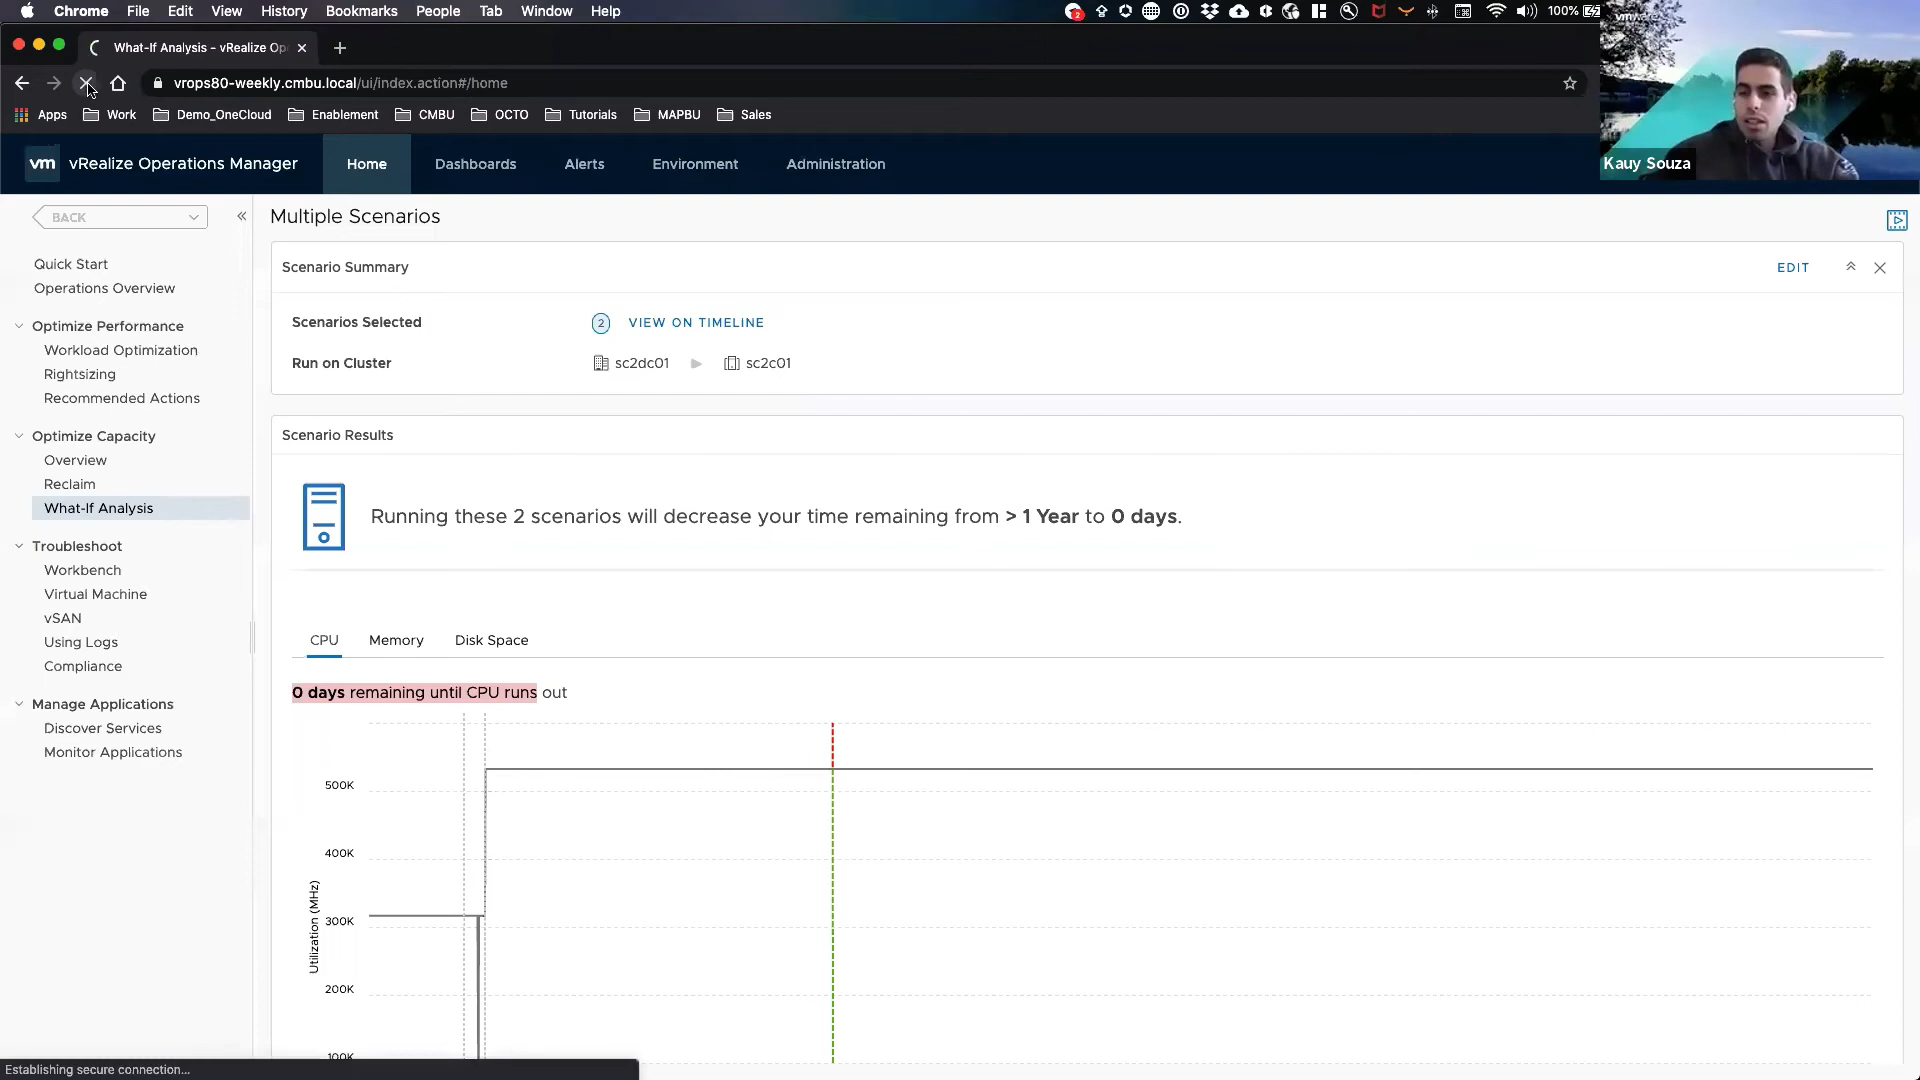 Chrome File Edit View History Bookmarks People Tab Window Help
2 100%
What-If Analysis - vRealize Op
vrops80-weekly.cmbu.local/ui/index.action#/home
Apps Work Demo_OneCloud Enablement CMBU OCTO Tutorials MAPBU Sales
vmware
Kauy Souza
vm vRealize Operations Manager Home Dashboards Alerts Environment Administration
BACK
Quick Start
Operations Overview
Optimize Performance
Workload Optimization
Rightsizing
Recommended Actions
Optimize Capacity
Overview
Reclaim
What-If Analysis
Troubleshoot
Workbench
Virtual Machine
vSAN
Using Logs
Compliance
Manage Applications
Discover Services
Monitor Applications
Multiple Scenarios
Scenario Summary EDIT
Scenarios Selected 2 VIEW ON TIMELINE
Run on Cluster sc2dc01 sc2c01
Scenario Results
Running these 2 scenarios will decrease your time remaining from > 1 Year to 0 days.
CPU Memory Disk Space
0 days remaining until CPU runs out
Utilization (MHz)
500K
400K
300K
200K
100K
Establishing secure connection...